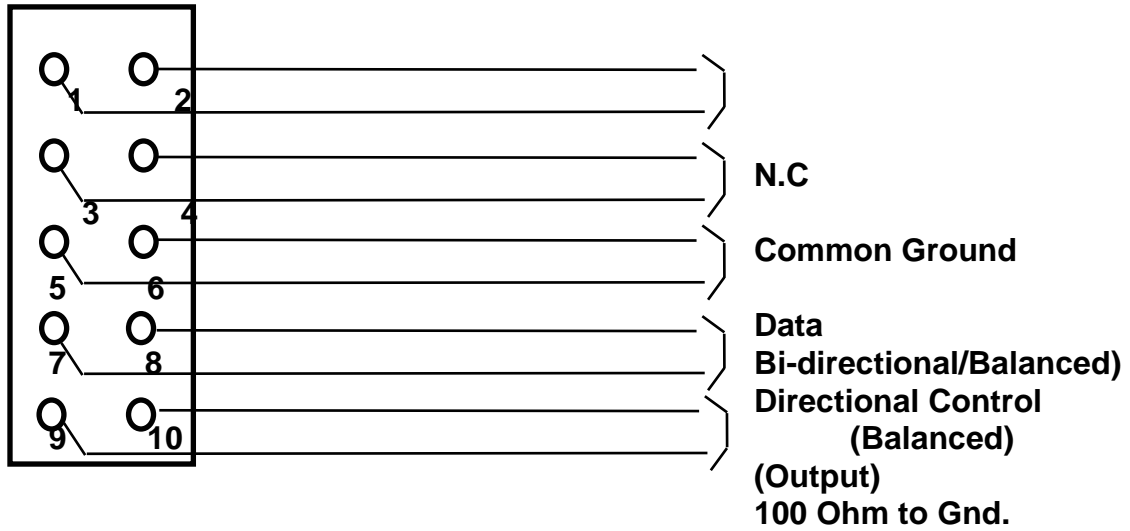 1 2
N.C
3 4
Common Ground
5 6
Data
7 8
Bi-directional/Balanced)
Directional Control
9 10
(Balanced)
(Output)
100 Ohm to Gnd.